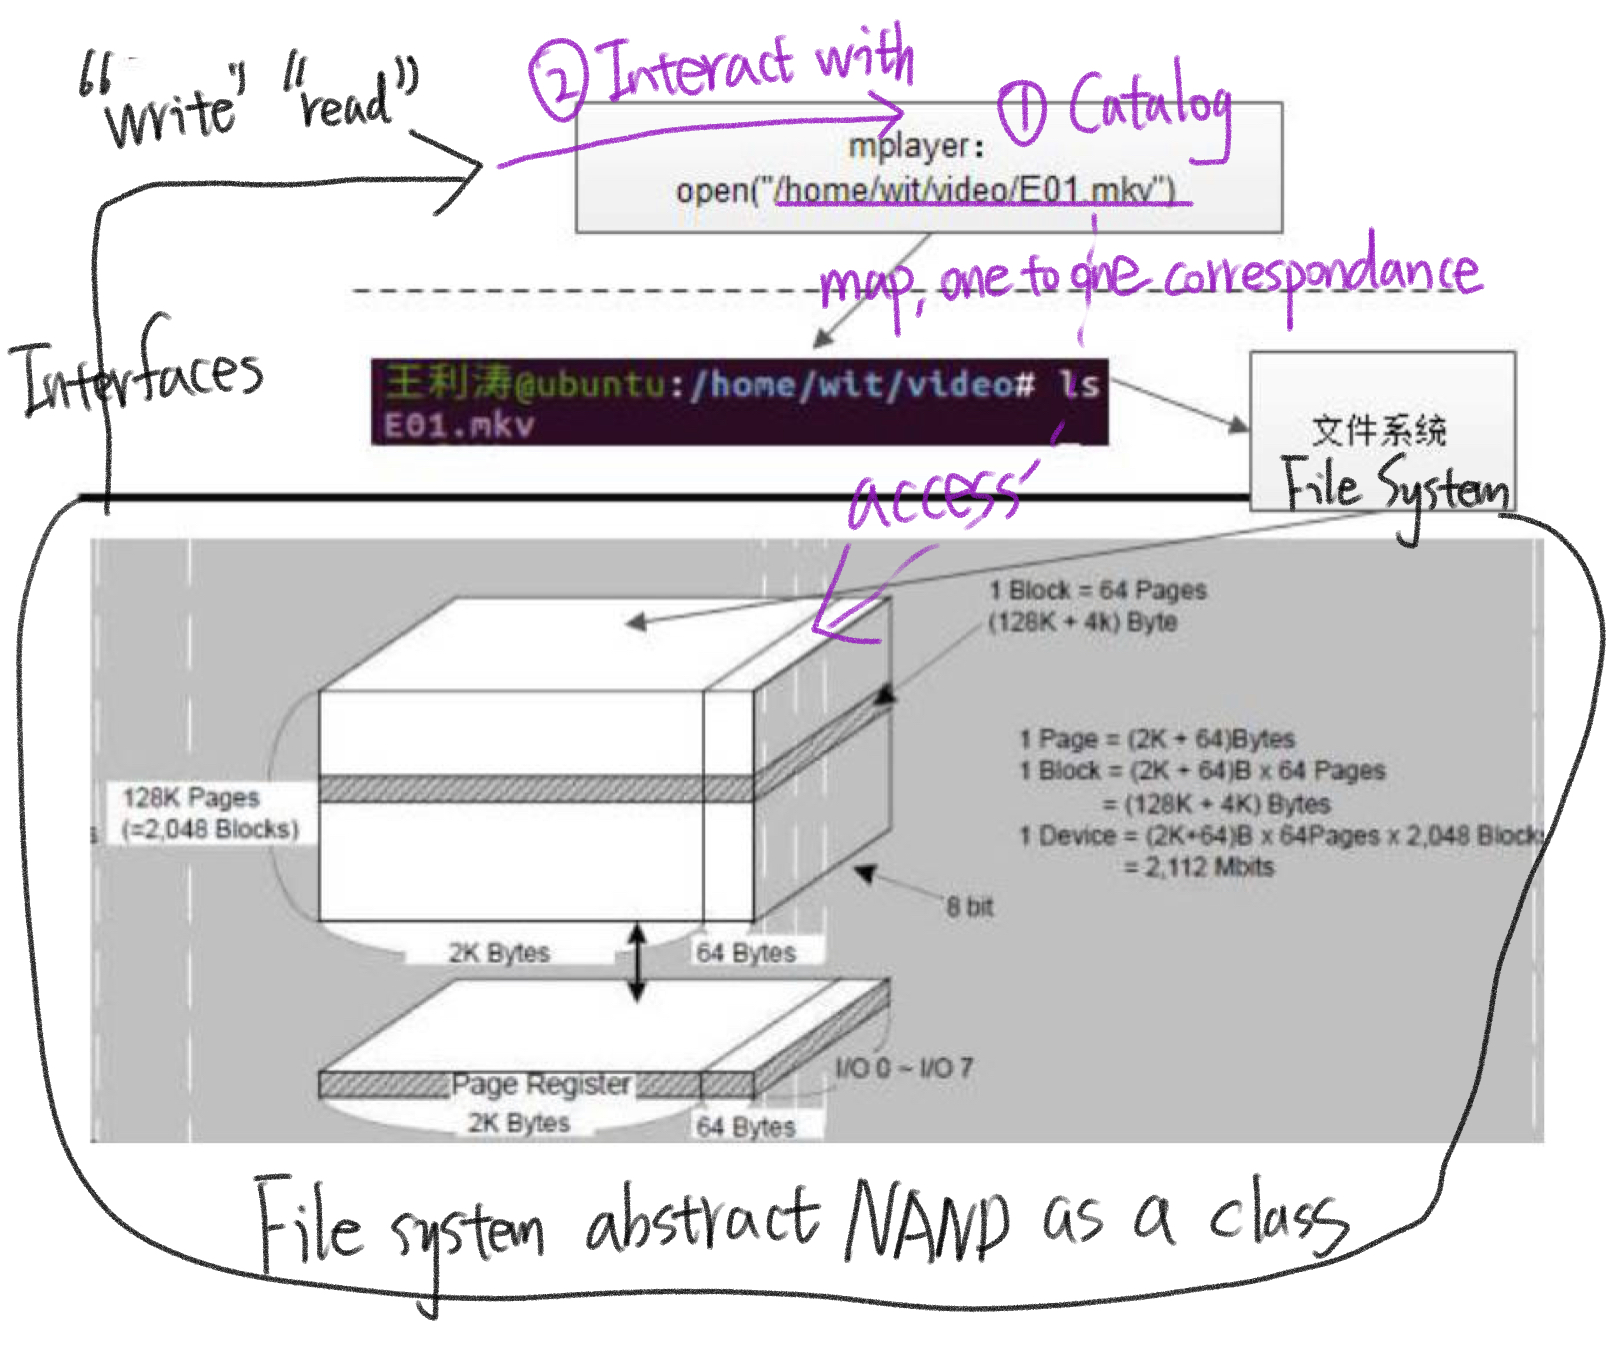 ② Interact with
① Catalog
"write" "read"
mplayer：
open("/home/wit/video/E01.mkv")
map, one to one correspondance
Interfaces
王利涛@ubuntu:/home/wit/video# ls
E01.mkv
文件系统
File System
access
1 Block = 64 Pages
(128K + 4k) Byte
1 Page = (2K + 64)Bytes
1 Block = (2K + 64)B x 64 Pages
= (128K + 4K) Bytes
1 Device = (2K+64)B x 64Pages x 2,048 Block
= 2,112 Mbits
128K Pages
(=2,048 Blocks)
8 bit
2K Bytes
64 Bytes
I/O 0 ~ I/O 7
Page Register
2K Bytes
64 Bytes
File system abstract NAND as a class